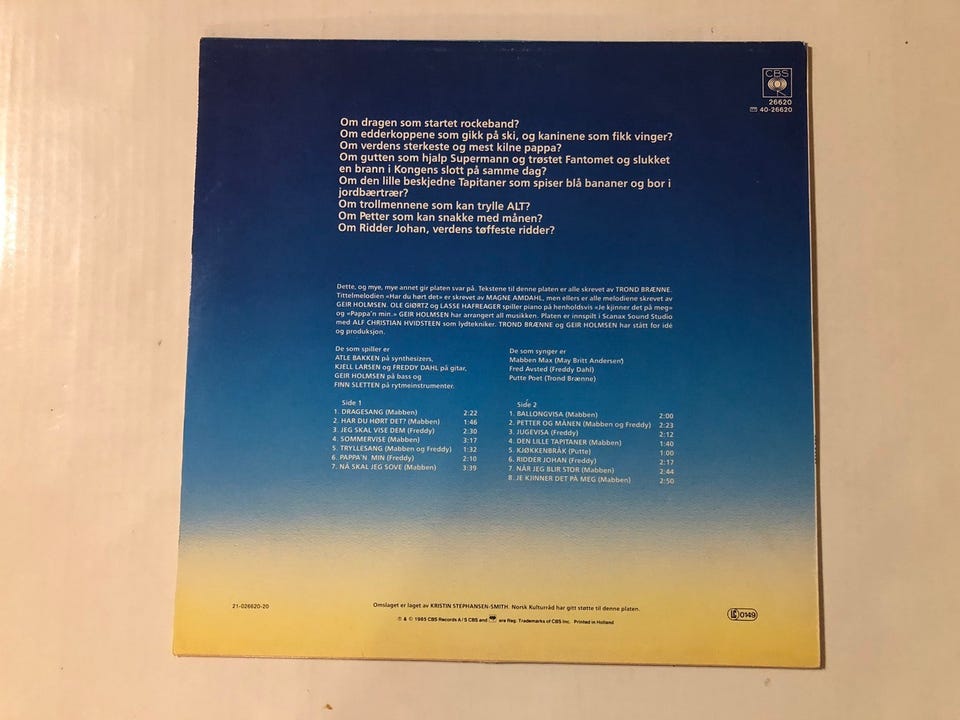 CBS
26620
40-26620
Om dragen som startet rockeband?
Om edderkoppene som gikk på ski, og kaninene som fikk vinger?
Om verdens sterkeste og mest kilne pappa?
Om gutten som hjalp Supermann og trøstet Fantomet og slukket
en brann i Kongens slott på samme dag?
Om den lille beskjedne Tapitaner som spiser blå bananer og bor i
jordbærtrær?
Om trollmennene som kan trylle ALT?
Om Petter som kan snakke med månen?
Om Ridder Johan, verdens tøffeste ridder?
Dette, og mye, mye annet gir platen svar på. Tekstene til denne platen er alle skrevet av TROND BRÆNNE.
Tittelmelodien «Har du hørt det» er skrevet av MAGNE AMDAHL, men ellers er alle melodiene skrevet av
GEIR HOLMSEN. OLE GIØRTZ og LASSE HAFREAGER spiller piano på henholdsvis «Je kjinner det på meg»
og «Pappa'n min.» GEIR HOLMSEN har arrangert all musikken. Platen er innspilt i Scanax Sound Studio
med ALF CHRISTIAN HVIDSTEEN som lydtekniker. TROND BRÆNNE og GEIR HOLMSEN har stått for idé
og produksjon.
De som spiller er
ATLE BAKKEN på synthesizers,
KJELL LARSEN og FREDDY DAHL på gitar,
GEIR HOLMSEN på bass og
FINN SLETTEN på rytmeinstrumenter.
De som synger er
Mabben Max (May Britt Andersen)
Fred Avsted (Freddy Dahl)
Putte Poet (Trond Brænne)
Side 1
1. DRAGESANG (Mabben) 2:22
2. HAR DU HØRT DET? (Mabben) 1:46
3. JEG SKAL VISE DEM (Freddy) 2:30
4. SOMMERVISE (Mabben) 3:17
5. TRYLLESANG (Mabben og Freddy) 1:32
6. PAPPA'N MIN (Freddy) 2:10
7. NÅ SKAL JEG SOVE (Mabben) 3:39
Side 2
1. BALLONGVISA (Mabben) 2:00
2. PETTER OG MÅNEN (Mabben og Freddy) 2:23
3. JUGEVISA (Freddy) 2:12
4. DEN LILLE TAPITANER (Mabben) 1:40
5. KJØKKENBRÅK (Putte) 1:00
6. RIDDER JOHAN (Freddy) 2:17
7. NÅR JEG BLIR STOR (Mabben) 2:44
8. JE KJINNER DET PÅ MEG (Mabben) 2:50
21-026620-20
Omslaget er laget av KRISTIN STEPHANSEN-SMITH. Norsk Kulturråd har gitt støtte til denne platen.
℗ & © 1985 CBS Records A/S CBS and are Reg. Trademarks of CBS Inc. Printed in Holland
LC 0149